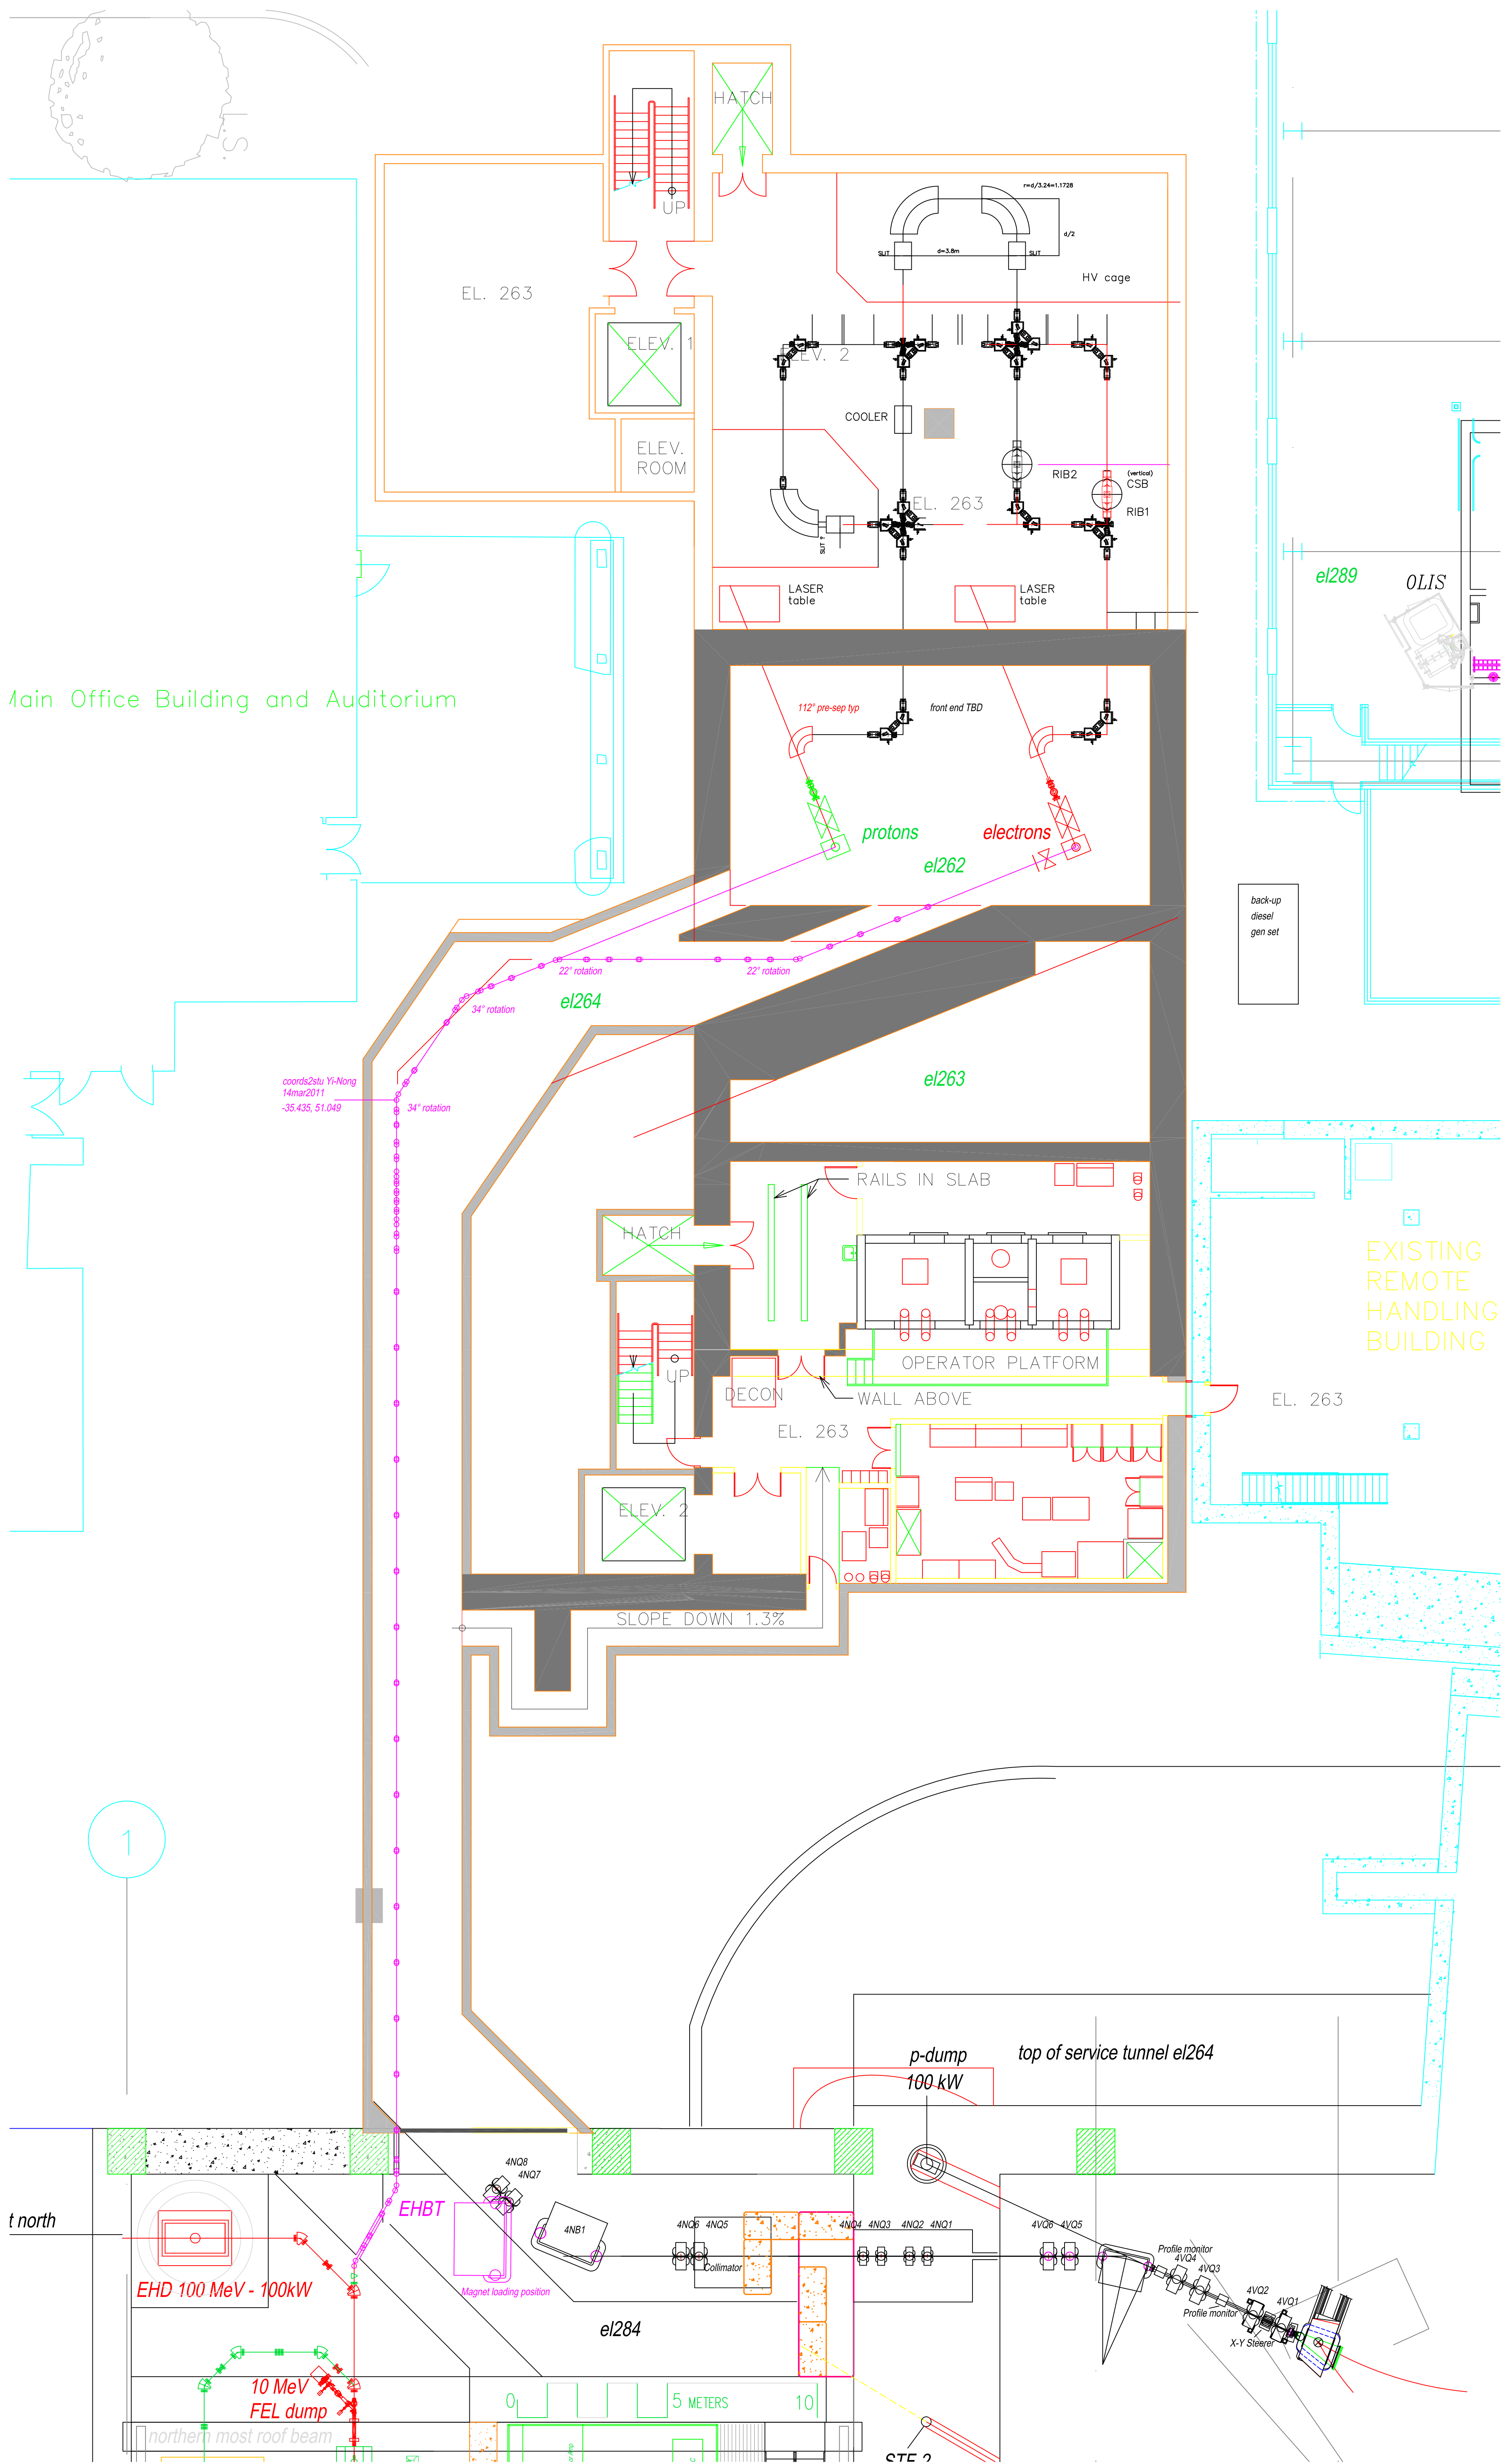 HATCH
UP
r=d/3.24=1.1728
d/2
SLIT
d=3.8m
SLIT
HV cage
EL. 263
ELEV. 1
ELEV. 2
COOLER
ELEV.
ROOM
RIB2
(vertical)
CSB
RIB1
EL. 263
SLIT ?
LASER
table
LASER
table
el289
OLIS
Main Office Building and Auditorium
112° pre-sep typ
front end TBD
protons
electrons
el262
back-up
diesel
gen set
22° rotation
22° rotation
34° rotation
el264
el263
coords2stu Yi-Nong
14mar2011
-35.435, 51.049
34° rotation
RAILS IN SLAB
HATCH
EXISTING
REMOTE
HANDLING
BUILDING
OPERATOR PLATFORM
UP
DECON
WALL ABOVE
EL. 263
EL. 263
ELEV. 2
SLOPE DOWN 1.3%
1
p-dump
100 kW
top of service tunnel el264
4NQ8
4NQ7
EHBT
t north
4NB1
4NQ6
4NQ5
4NQ4
4NQ3
4NQ2
4NQ1
4VQ6
4VQ5
Collimator
Profile monitor
4VQ4
4VQ3
4VQ2
4VQ1
Profile monitor
X-Y Steerer
EHD 100 MeV - 100kW
Magnet loading position
el284
10 MeV
FEL dump
0
5 METERS
10
northern most roof beam
STF 2